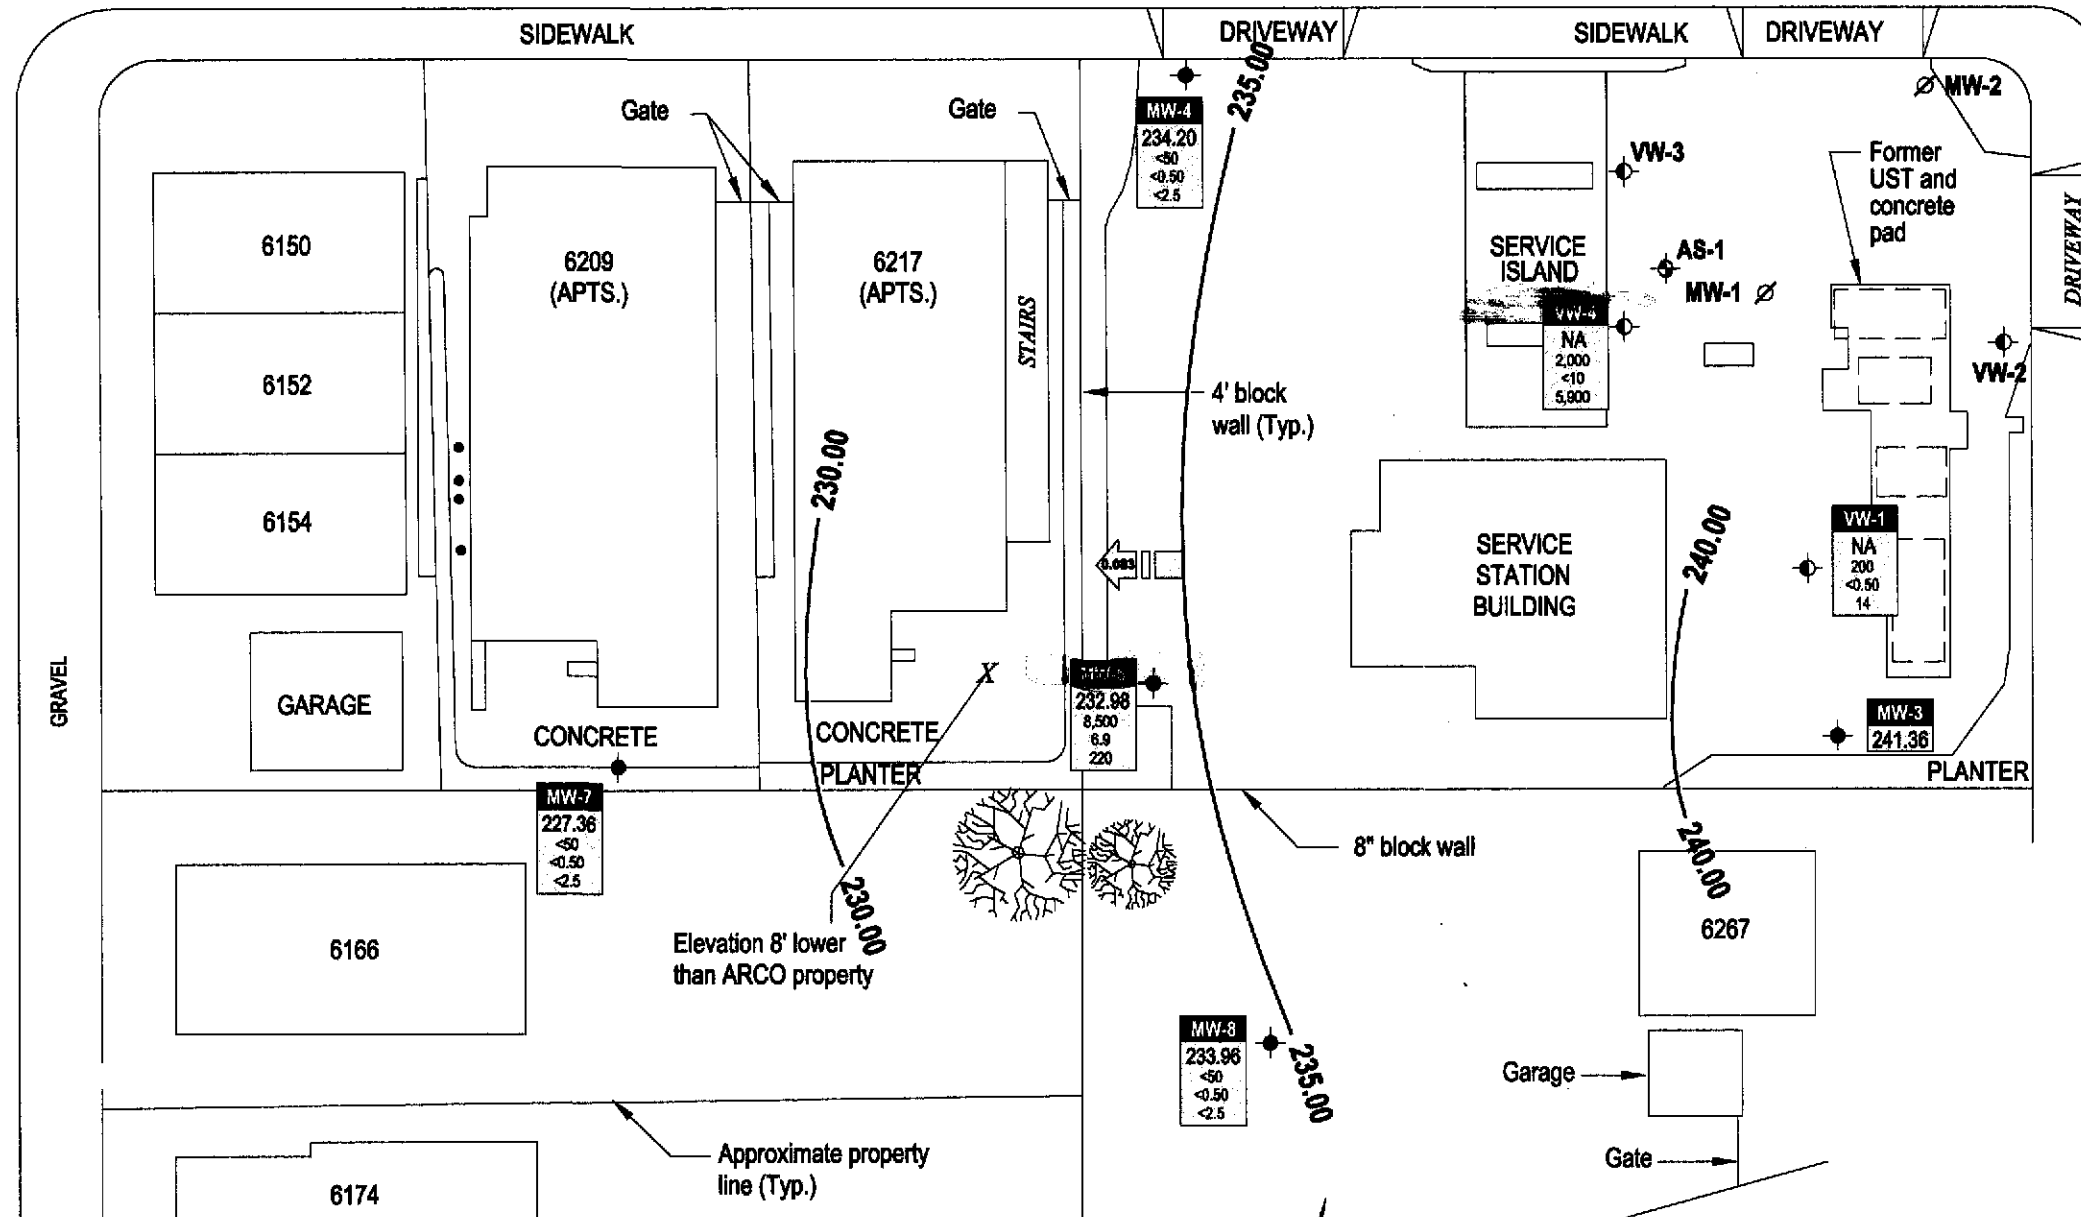 SIDEWALK
DRIVEWAY
SIDEWALK
DRIVEWAY
235.00
MW-2
Gate
Gate
MW-4
234.20
<50
<0.50
<2.5
VW-3
Former
UST and
concrete
pad
DRIVEWAY
6150
6209
(APTS.)
6217
(APTS.)
STAIRS
SERVICE
ISLAND
AS-1
MW-1
VW-4
NA
2,000
<10
5,900
VW-2
6152
4' block
wall (Typ.)
230.00
6154
240.00
VW-1
NA
200
<0.50
14
0.083
SERVICE
STATION
BUILDING
GRAVEL
GARAGE
X
232.98
8,500
6.9
220
MW-3
241.36
CONCRETE
CONCRETE
PLANTER
PLANTER
MW-7
227.36
<50
<0.50
<2.5
8" block wall
240.00
230.00
6166
Elevation 8' lower
than ARCO property
6267
MW-8
233.96
<50
<0.50
<2.5
235.00
Garage
Approximate property
line (Typ.)
Gate
6174